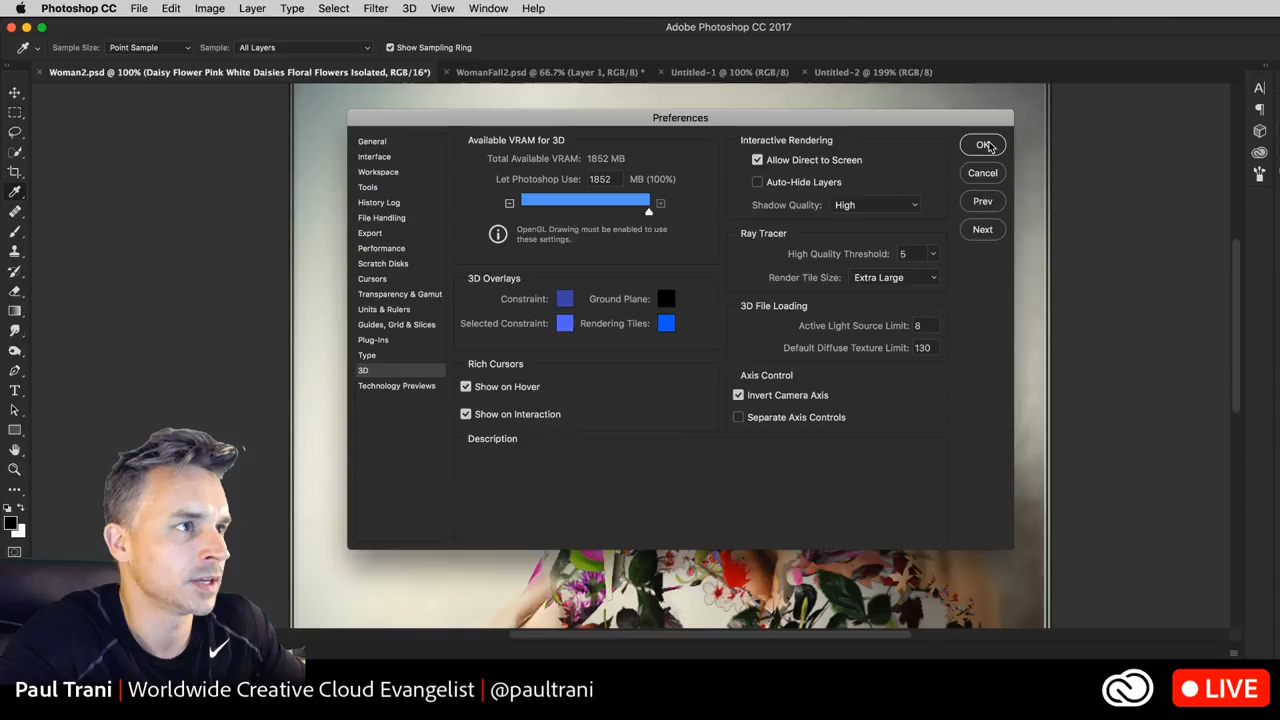 Photoshop CC File Edit Image Layer Type Select Filter 3D View Window Help
Adobe Photoshop CC 2017
Sample Size: Point Sample Sample: All Layers Show Sampling Ring
Woman2.psd @ 100% (Daisy Flower Pink White Daisies Floral Flowers Isolated, RGB/16*) WomanFall2.psd @ 66.7% (Layer 1, RGB/8) * Untitled-1 @ 100% (RGB/8) Untitled-2 @ 199% (RGB/8)
Preferences
General
Interface
Workspace
Tools
History Log
File Handling
Export
Performance
Scratch Disks
Cursors
Transparency & Gamut
Units & Rulers
Guides, Grid & Slices
Plug-Ins
Type
3D
Technology Previews
Available VRAM for 3D
Total Available VRAM: 1852 MB
Let Photoshop Use: 1852 MB (100%)
OpenGL Drawing must be enabled to use
these settings.
3D Overlays
Constraint: Ground Plane:
Selected Constraint: Rendering Tiles:
Rich Cursors
Show on Hover
Show on Interaction
Description
Interactive Rendering
Allow Direct to Screen
Auto-Hide Layers
Shadow Quality: High
Ray Tracer
High Quality Threshold: 5
Render Tile Size: Extra Large
3D File Loading
Active Light Source Limit: 8
Default Diffuse Texture Limit: 130
Axis Control
Invert Camera Axis
Separate Axis Controls
OK
Cancel
Prev
Next
Paul Trani | Worldwide Creative Cloud Evangelist | @paultrani
LIVE